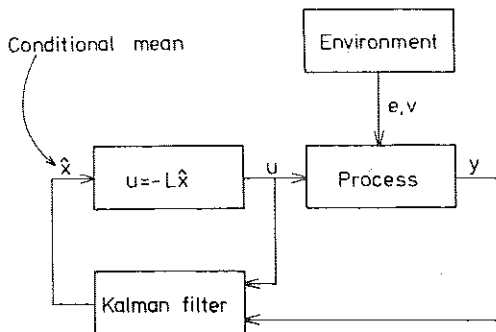 Environment
Conditional mean
e,v
x̂
u=-Lx̂
u
Process
y
Kalman filter